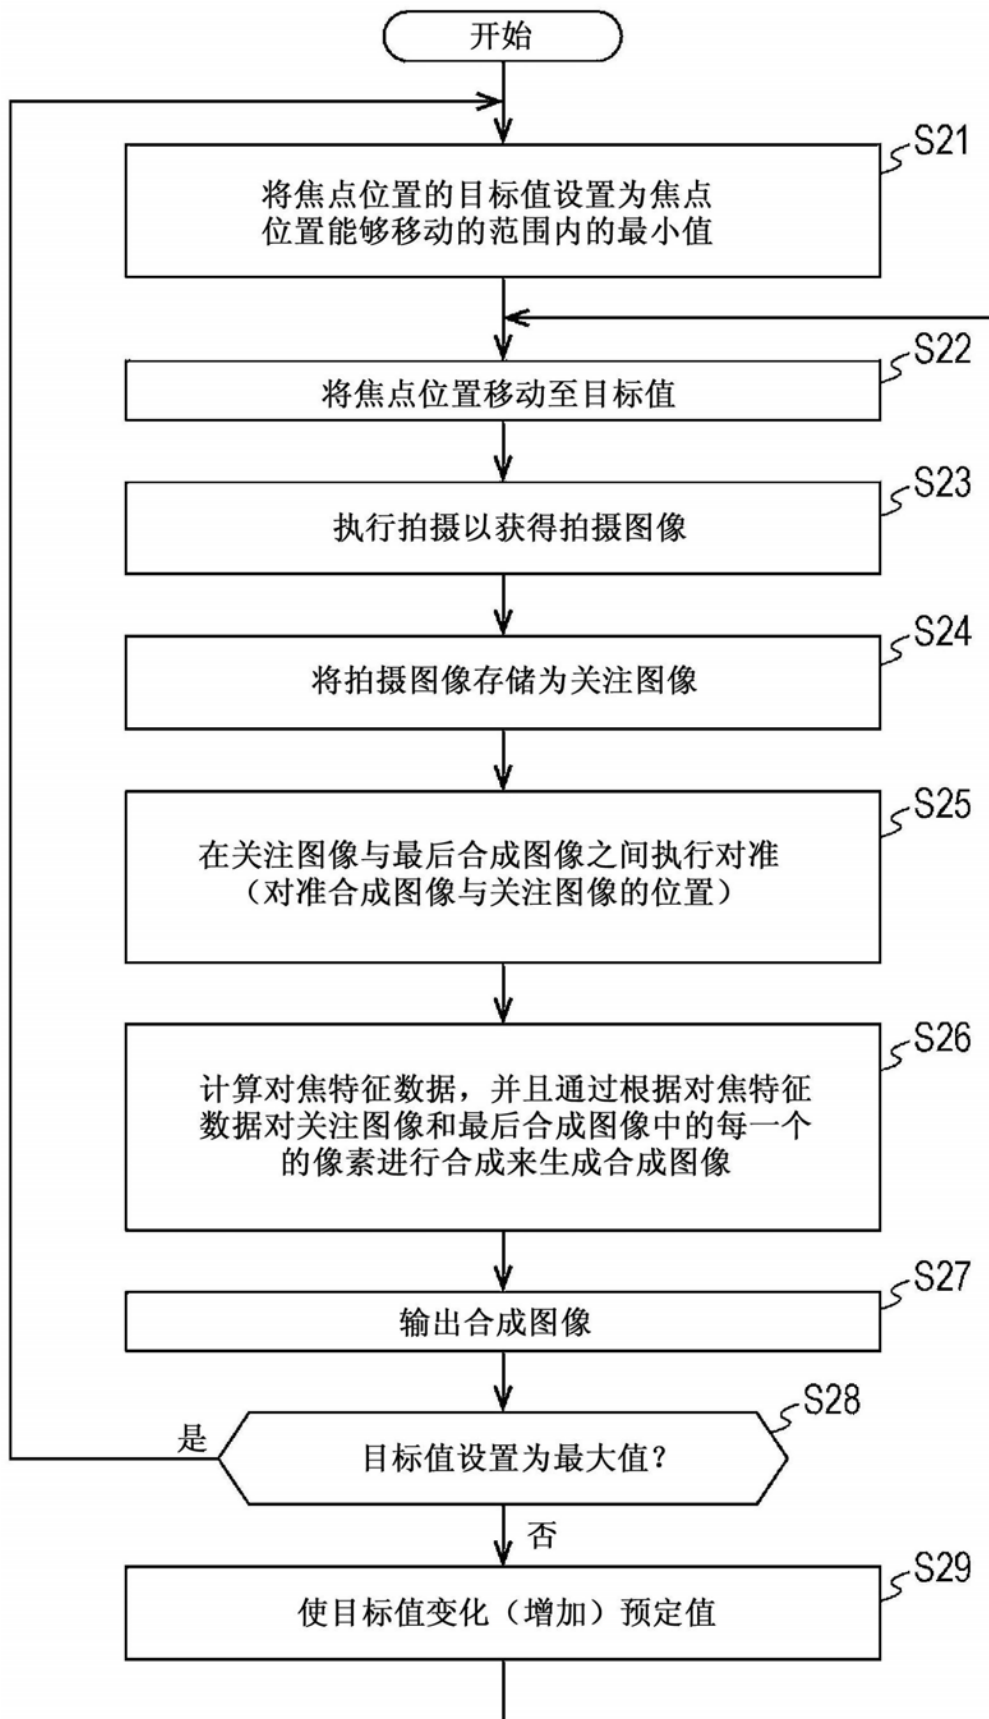 开始
S21
将焦点位置的目标值设置为焦点
位置能够移动的范围内的最小值
S22
将焦点位置移动至目标值
S23
执行拍摄以获得拍摄图像
S24
将拍摄图像存储为关注图像
S25
在关注图像与最后合成图像之间执行对准
（对准合成图像与关注图像的位置）
S26
计算对焦特征数据，并且通过根据对焦特征
数据对关注图像和最后合成图像中的每一个
的像素进行合成来生成合成图像
S27
输出合成图像
S28
是
目标值设置为最大值？
否
S29
使目标值变化（增加）预定值